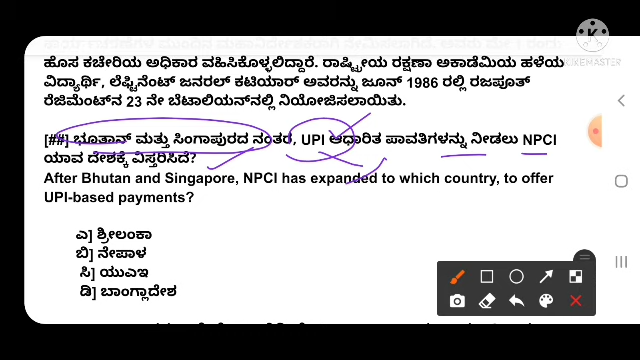 ಹೊಸ ಕಚೇರಿಯ ಅಧಿಕಾರ ವಹಿಸಿಕೊಳ್ಳಲಿದ್ದಾರೆ. ರಾಷ್ಟ್ರೀಯ ರಕ್ಷಣಾ ಅಕಾಡೆಮಿಯ ಹಳೆಯ
ವಿದ್ಯಾರ್ಥಿ, ಲೆಫ್ಟಿನೆಂಟ್ ಜನರಲ್ ಕಟಿಯಾರ್ ಅವರನ್ನು ಜೂನ್ 1986 ರಲ್ಲಿ ರಜಪೂತ್
ರೆಜಿಮೆಂಟ್‌ನ 23 ನೇ ಬೆಟಾಲಿಯನ್‌ನಲ್ಲಿ ನಿಯೋಜಿಸಲಾಯಿತು.
[##] ಭೂತಾನ್ ಮತ್ತು ಸಿಂಗಾಪುರದ ನಂತರ, UPI ಆಧಾರಿತ ಪಾವತಿಗಳನ್ನು ನೀಡಲು NPCI
ಯಾವ ದೇಶಕ್ಕೆ ವಿಸ್ತರಿಸಿದೆ?
After Bhutan and Singapore, NPCI has expanded to which country, to offer
UPI-based payments?
ಎ] ಶ್ರೀಲಂಕಾ
ಬಿ] ನೇಪಾಳ
ಸಿ] ಯುಎಇ
ಡಿ] ಬಾಂಗ್ಲಾದೇಶ
KINEMASTER